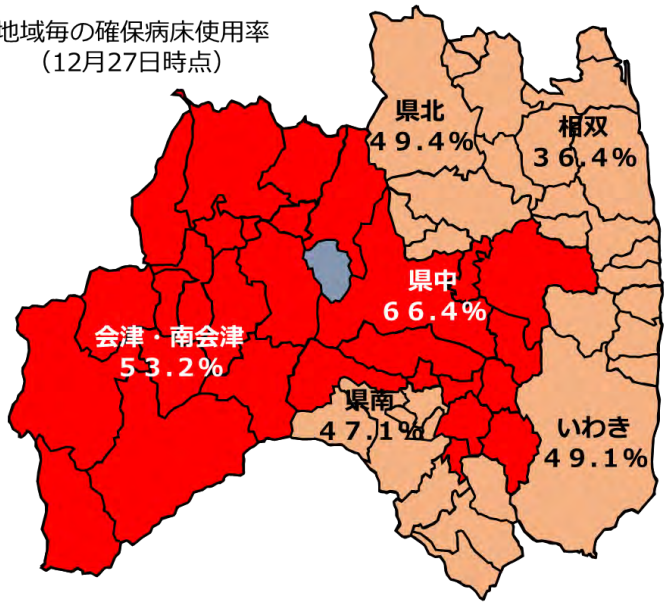 地域毎の確保病床使用率
（12月27日時点）
県北
４９.４%
相双
３６.４%
県中
６６.４%
会津・南会津
５３.２%
県南
４７.１%
いわき
４９.１%